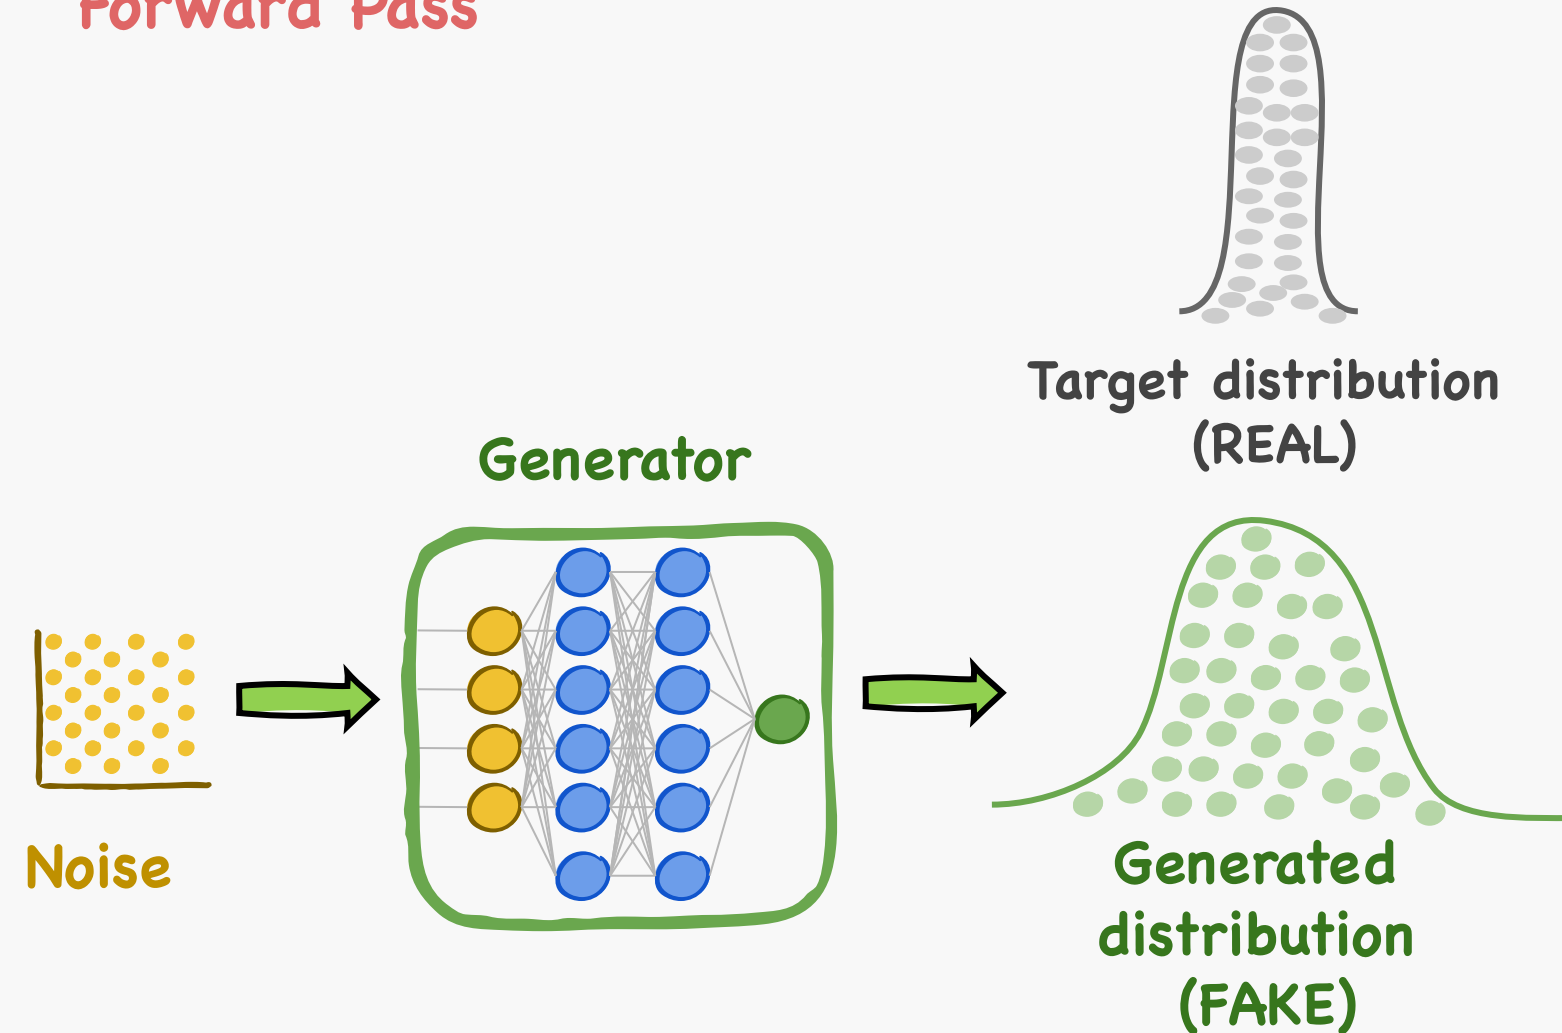 Forward Pass
Target distribution
(REAL)
Generator
Noise
Generated
distribution
(FAKE)